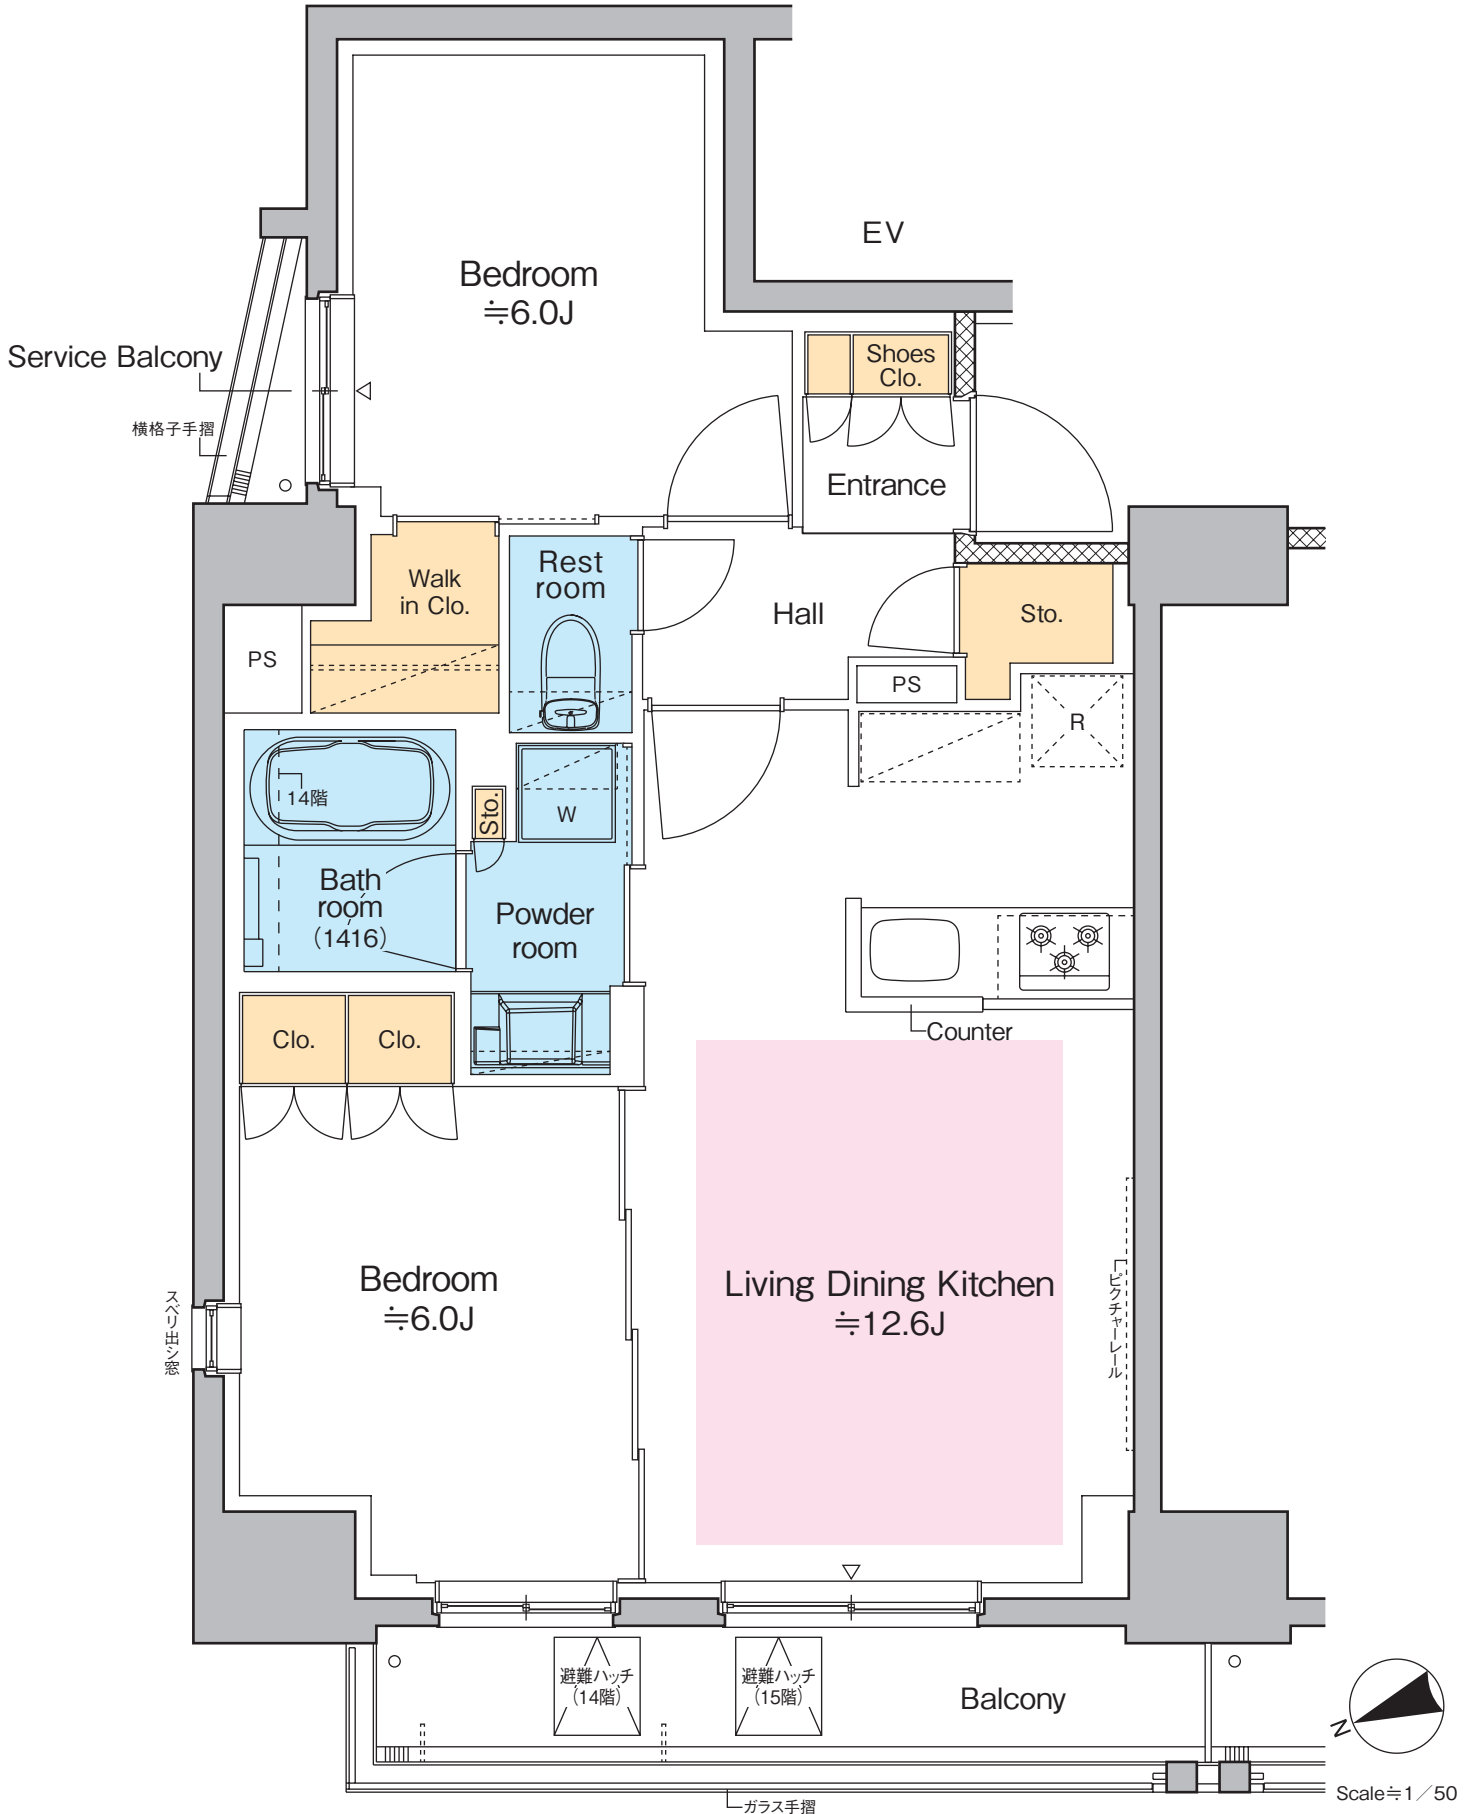 EV
Bedroom
≒6.0J
Service Balcony
横格子手摺
Shoes
Clo.
Entrance
Rest
room
Walk
in Clo.
Hall
Sto.
PS
PS
R
14階
Sto.
W
Bath
room
(1416)
Powder
room
Counter
Clo.
Clo.
Bedroom
≒6.0J
Living Dining Kitchen
≒12.6J
スベリ出シ窓
ピクチャーレール
避難ハッチ
(14階)
避難ハッチ
(15階)
Balcony
N
Scale≒1/50
ガラス手摺